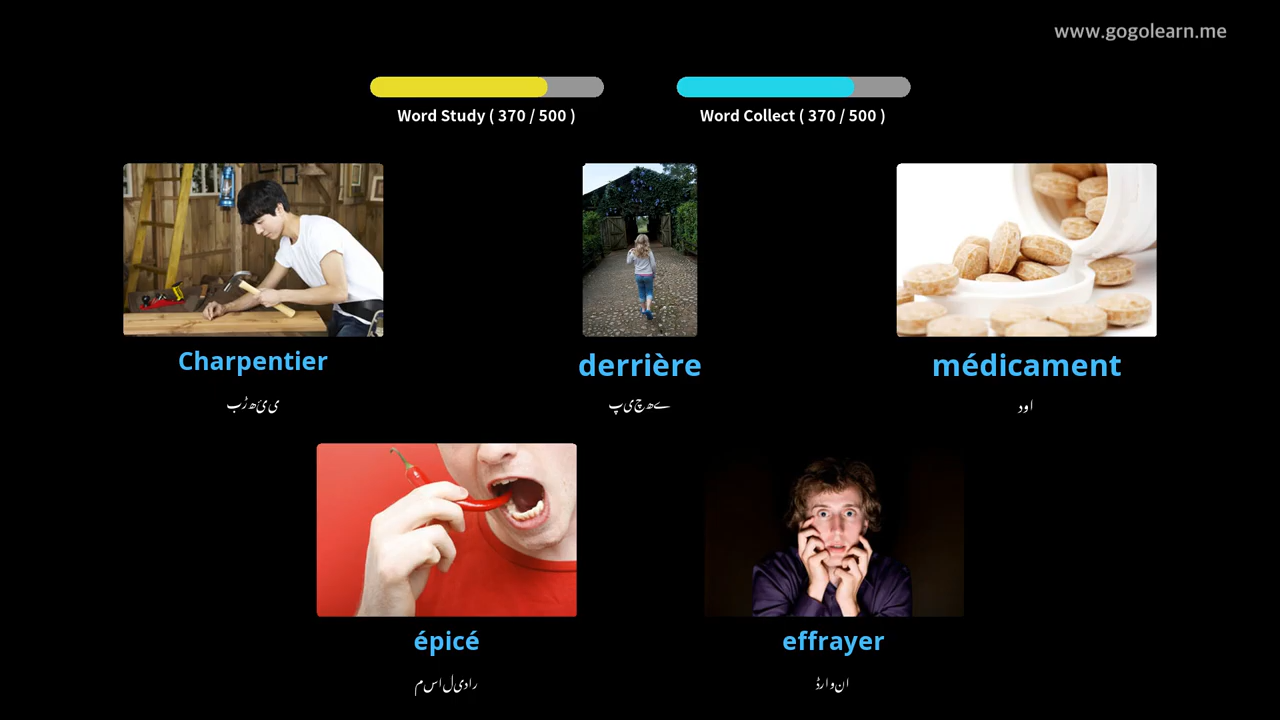 www.gogolearn.me
Word Study ( 370 / 500 )
Word Collect ( 370 / 500 )
Charpentier
derrière
médicament
بڑھئی
پیچھے
دوا
épicé
effrayer
مسالیدار
ڈراونا